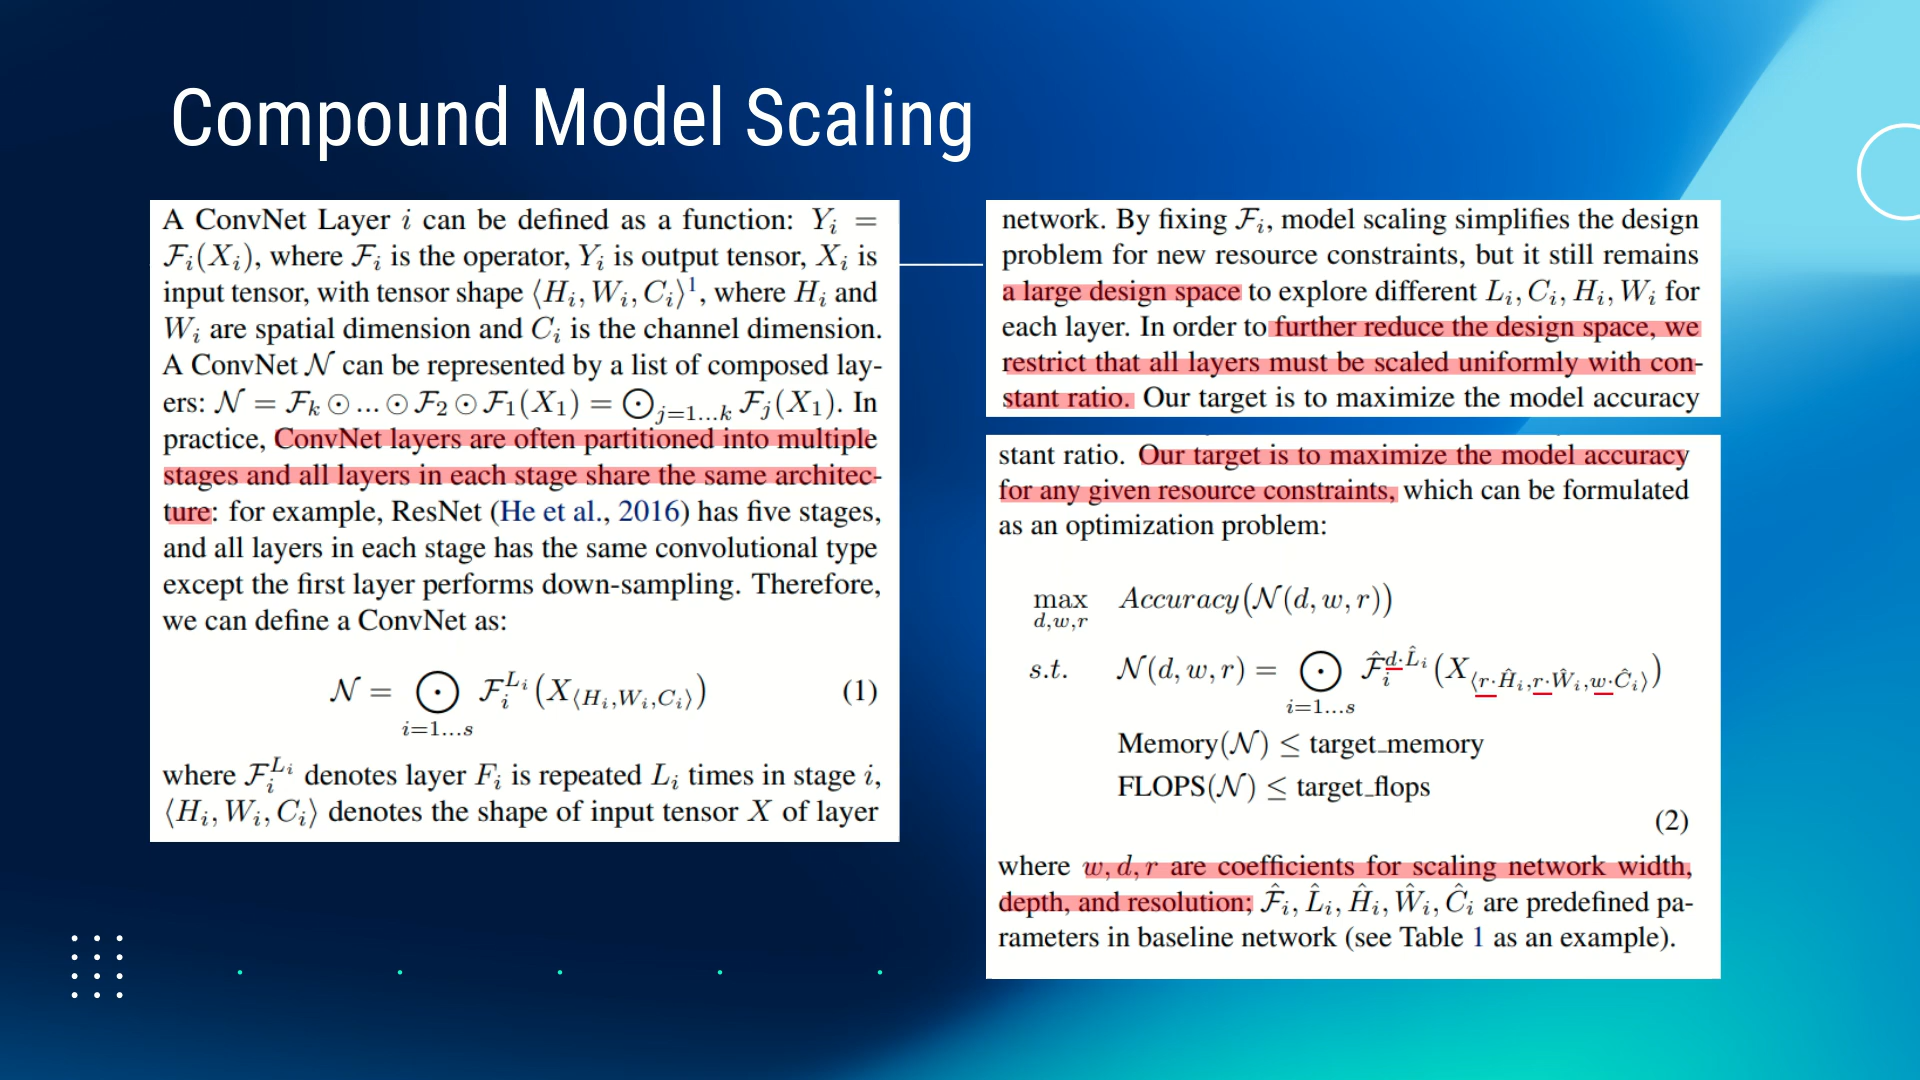 Compound Model Scaling
A ConvNet Layer i can be defined as a function: Y_i =
F_i(X_i), where F_i is the operator, Y_i is output tensor, X_i is
input tensor, with tensor shape ⟨H_i, W_i, C_i⟩^1, where H_i and
W_i are spatial dimension and C_i is the channel dimension.
A ConvNet N can be represented by a list of composed lay-
ers: N = F_k ⊙ ... ⊙ F_2 ⊙ F_1(X_1) = ⨀_{j=1...k} F_j(X_1). In
practice, ConvNet layers are often partitioned into multiple
stages and all layers in each stage share the same architec-
ture: for example, ResNet (He et al., 2016) has five stages,
and all layers in each stage has the same convolutional type
except the first layer performs down-sampling. Therefore,
we can define a ConvNet as:
N = ⨀_{i=1...s} F_i^{L_i}(X_{⟨H_i,W_i,C_i⟩}) (1)
where F_i^{L_i} denotes layer F_i is repeated L_i times in stage i,
⟨H_i, W_i, C_i⟩ denotes the shape of input tensor X of layer
network. By fixing F_i, model scaling simplifies the design
problem for new resource constraints, but it still remains
a large design space to explore different L_i, C_i, H_i, W_i for
each layer. In order to further reduce the design space, we
restrict that all layers must be scaled uniformly with con-
stant ratio. Our target is to maximize the model accuracy
stant ratio. Our target is to maximize the model accuracy
for any given resource constraints, which can be formulated
as an optimization problem:
max_{d,w,r} Accuracy(N(d, w, r))
s.t. N(d, w, r) = ⨀_{i=1...s} F̂_i^{d·L̂_i}(X_{⟨r·Ĥ_i,r·Ŵ_i,w·Ĉ_i⟩})
Memory(N) ≤ target_memory
FLOPS(N) ≤ target_flops
(2)
where w, d, r are coefficients for scaling network width,
depth, and resolution; F̂_i, L̂_i, Ĥ_i, Ŵ_i, Ĉ_i are predefined pa-
rameters in baseline network (see Table 1 as an example).